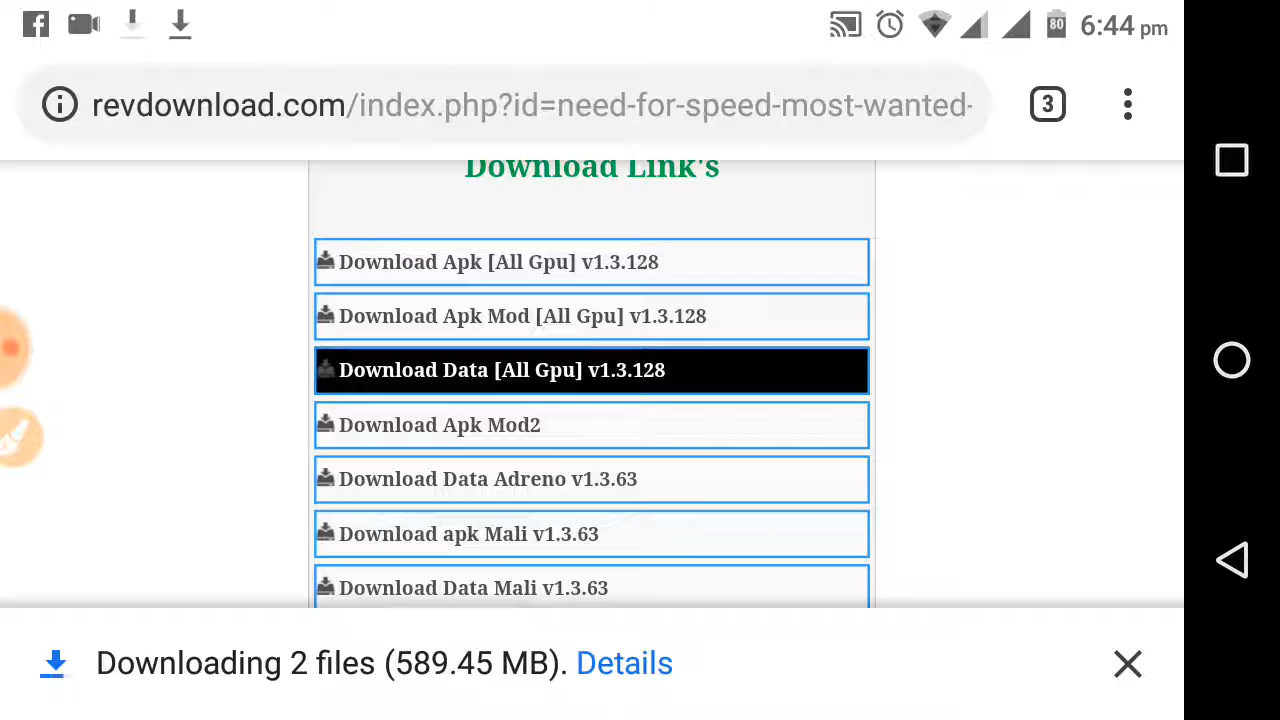 80 6:44 pm
revdownload.com/index.php?id=need-for-speed-most-wanted-
3
Download Link's
Download Apk [All Gpu] v1.3.128
Download Apk Mod [All Gpu] v1.3.128
Download Data [All Gpu] v1.3.128
Download Apk Mod2
Download Data Adreno v1.3.63
Download apk Mali v1.3.63
Download Data Mali v1.3.63
Downloading 2 files (589.45 MB). Details